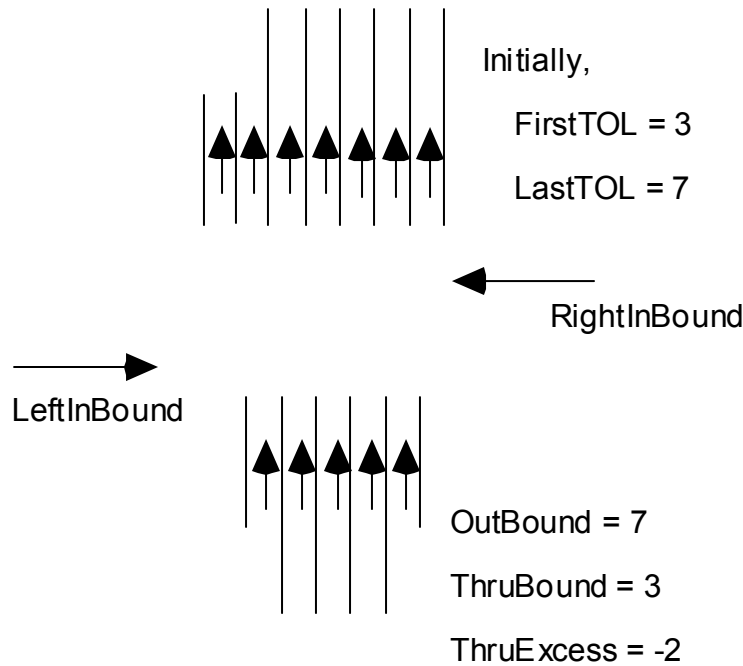 Initially,
FirstTOL = 3
LastTOL = 7
RightInBound
LeftInBound
OutBound = 7
ThruBound = 3
ThruExcess = -2